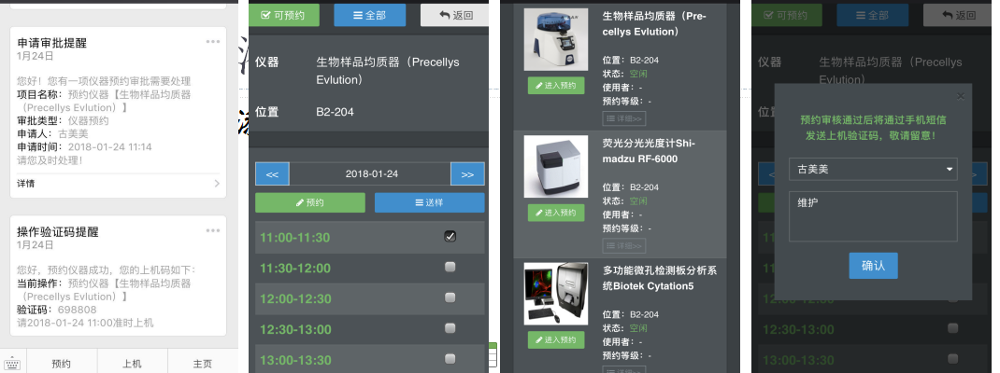 申请审批提醒
1月24日
您好！您有一项仪器预约审批需要处理
项目名称：预约仪器【生物样品均质器
（Precellys Evlution）】
审批类型：仪器预约
申请人：古美美
申请时间：2018-01-24 11:14
请您及时处理！
详情
操作验证码提醒
1月24日
您好，预约仪器成功，您的上机码如下：
当前操作：预约仪器【生物样品均质器
（Precellys Evlution）】
验证码：698808
请2018-01-24 11:00准时上机
预约
上机
主页
可预约
全部
返回
仪器
生物样品均质器（Precellys
Evlution）
位置
B2-204
<<
2018-01-24
>>
预约
送样
11:00-11:30
11:30-12:00
12:00-12:30
12:30-13:00
13:00-13:30
生物样品均质器（Pre-
cellys Evlution）
位置：B2-204
状态：空闲
使用者：-
预约等级：-
进入预约
详细>>
荧光分光光度计Shi-
madzu RF-6000
位置：B2-204
状态：空闲
使用者：-
预约等级：-
进入预约
详细>>
多功能微孔检测板分析系
统Biotek Cytation5
位置：B2-204
状态：空闲
使用者：-
预约等级：-
进入预约
详细>>
可预约
全部
返回
仪器
生物样品均质器（Precellys
Evlution）
×
预约审核通过后将通过手机短信
发送上机验证码，敬请留意！
古美美
维护
确认
12:00-12:30
12:30-13:00
13:00-13:30